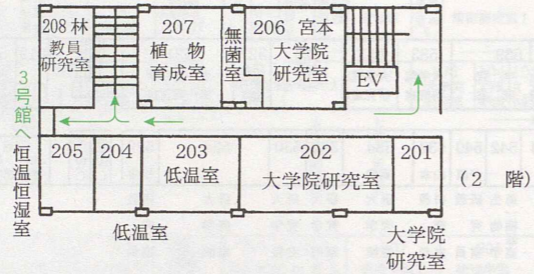 208 林
教員
研究室
207
植物
育成室
無菌室
206 宮本
大学院
研究室
EV
3号館へ
恒温恒湿室
205
204
203
低温室
202
大学院研究室
201
(2 階)
低温室
大学院
研究室